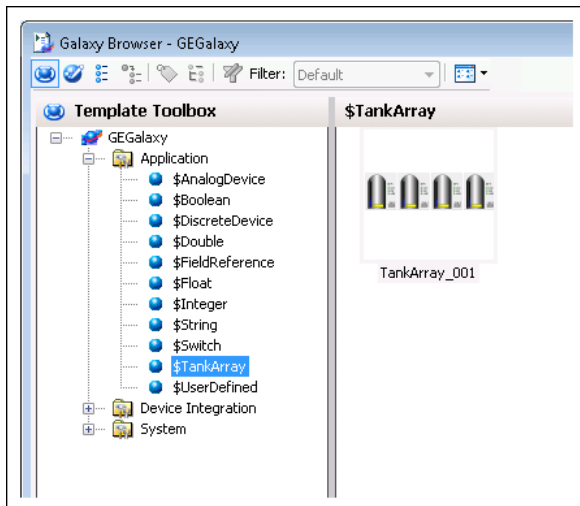 Galaxy Browser - GEGalaxy
Filter: Default
Template Toolbox
$TankArray
GEGalaxy
Application
$AnalogDevice
$Boolean
$DiscreteDevice
$Double
$FieldReference
$Float
$Integer
$String
$Switch
$TankArray
$UserDefined
Device Integration
System
TankArray_001